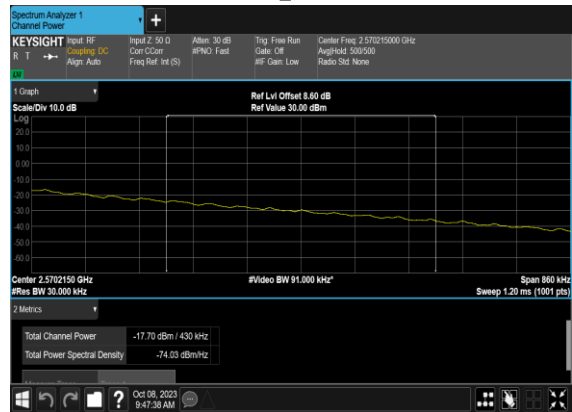 Spectrum Analyzer 1
Channel Power
+
KEYSIGHT Input: RF Input Z: 50 Ω Atten: 30 dB Trig: Free Run Center Freq: 2.570215000 GHz
R T Coupling: DC Corr CCorr #PNO: Fast Gate: Off Avg|Hold: 500/500
Align: Auto Freq Ref: Int (S) #IF Gain: Low Radio Std: None
1 Graph
Ref Lvl Offset 8.60 dB
Scale/Div 10.0 dB Ref Value 30.00 dBm
Log
20.0
10.0
0.00
-10.0
-20.0
-30.0
-40.0
-50.0
-60.0
Center 2.5702150 GHz #Video BW 91.000 kHz* Span 860 kHz
#Res BW 30.000 kHz Sweep 1.20 ms (1001 pts)
2 Metrics
Total Channel Power -17.70 dBm / 430 kHz
Total Power Spectral Density -74.03 dBm/Hz
?
Oct 08, 2023
9:47:38 AM